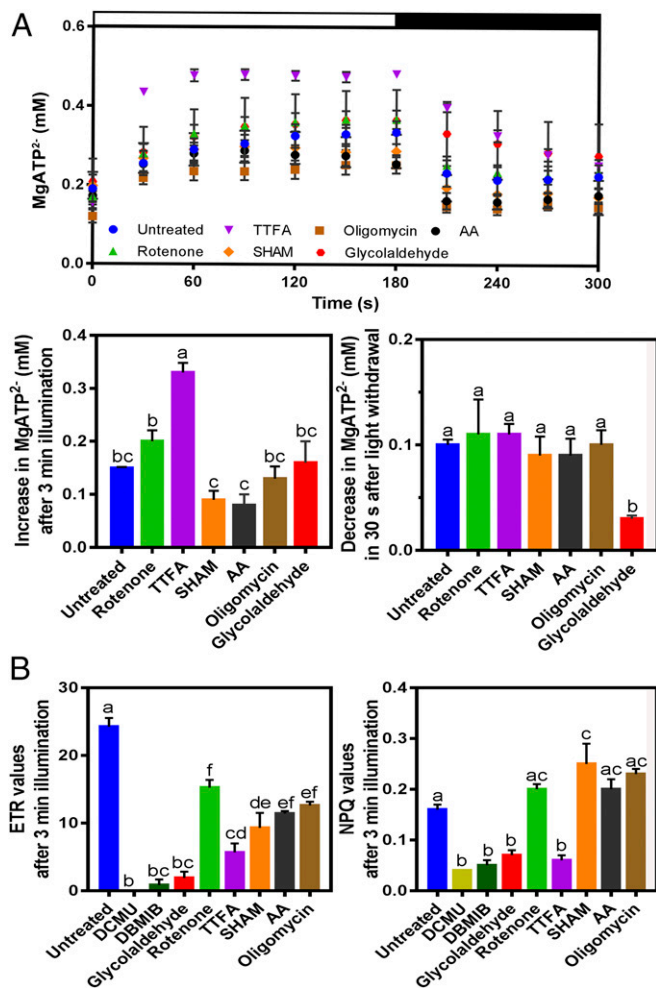 A
0.6
0.4
0.2
0.0
MgATP²⁻ (mM)
Untreated TTFA Oligomycin AA
Rotenone SHAM Glycolaldehyde
0 60 120 180 240 300
Time (s)
Increase in MgATP²⁻ (mM)
after 3 min illumination
0.4
0.3
0.2
0.1
0.0
bc b a c c bc bc
Untreated
Rotenone
TTFA
SHAM
AA
Oligomycin
Glycolaldehyde
Decrease in MgATP²⁻ (mM)
in 30 s after light withdrawal
0.2
0.1
0.0
a a a a a a b
Untreated
Rotenone
TTFA
SHAM
AA
Oligomycin
Glycolaldehyde
B
ETR values
after 3 min illumination
30
20
10
0
a b bc bc f cd de ef ef
Untreated
DCMU
DBMIB
Glycolaldehyde
Rotenone
TTFA
SHAM
AA
Oligomycin
NPQ values
after 3 min illumination
0.4
0.3
0.2
0.1
0.0
a b b b ac b c ac ac
Untreated
DCMU
DBMIB
Glycolaldehyde
Rotenone
TTFA
SHAM
AA
Oligomycin